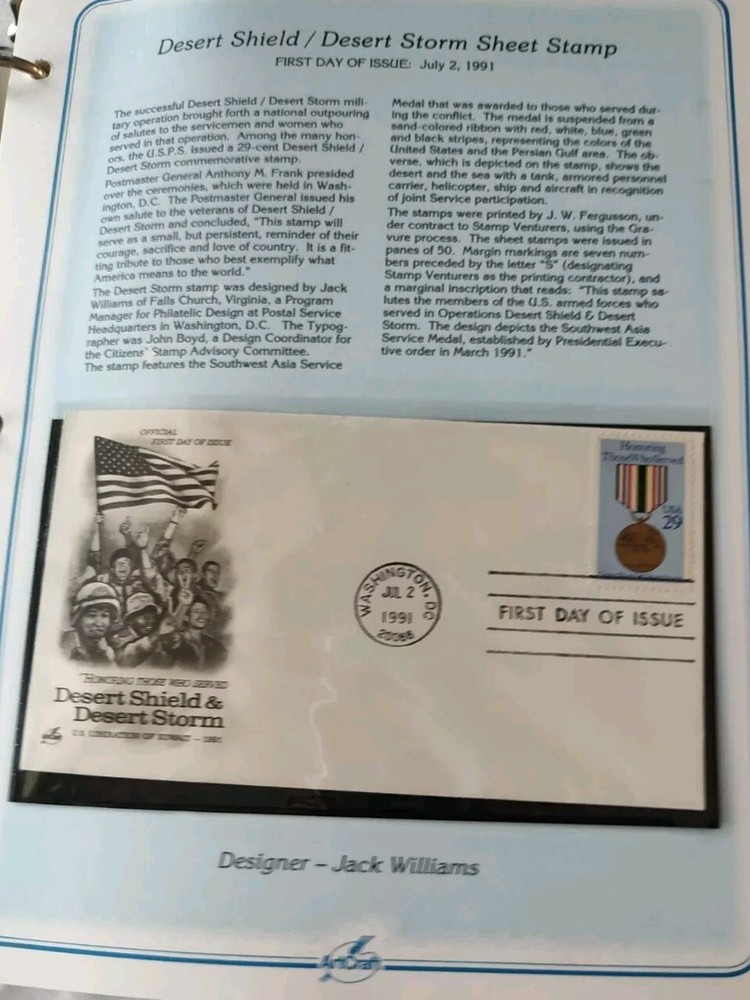 Desert Shield / Desert Storm Sheet Stamp
FIRST DAY OF ISSUE: July 2, 1991
The successful Desert Shield / Desert Storm mili-
tary operation brought forth a national outpouring
of salutes to the servicemen and women who
served in that operation. Among the many hon-
ors, the U.S.P.S. issued a 29-cent Desert Shield /
Desert Storm commemorative stamp.
Postmaster General Anthony M. Frank presided
over the ceremonies, which were held in Wash-
ington, D.C. The Postmaster General issued his
own salute to the veterans of Desert Shield /
Desert Storm and concluded, "This stamp will
serve as a small, but persistent, reminder of their
courage, sacrifice and love of country. It is a fit-
ting tribute to those who best exemplify what
America means to the world."
The Desert Storm stamp was designed by Jack
Williams of Falls Church, Virginia, a Program
Manager for Philatelic Design at Postal Service
Headquarters in Washington, D.C. The Typog-
rapher was John Boyd, a Design Coordinator for
the Citizens' Stamp Advisory Committee.
The stamp features the Southwest Asia Service
Medal that was awarded to those who served dur-
ing the conflict. The medal is suspended from a
sand-colored ribbon with red, white, blue, green
and black stripes, representing the colors of the
United States and the Persian Gulf area. The ob-
verse, which is depicted on the stamp, shows the
desert and the sea with a tank, armored personnel
carrier, helicopter, ship and aircraft in recognition
of joint Service participation.
The stamps were printed by J. W. Fergusson, un-
der contract to Stamp Venturers, using the Gra-
vure process. The sheet stamps were issued in
panes of 50. Margin markings are seven num-
bers preceded by the letter "S" (designating
Stamp Venturers as the printing contractor), and
a marginal inscription that reads: "This stamp sa-
lutes the members of the U.S. armed forces who
served in Operations Desert Shield & Desert
Storm. The design depicts the Southwest Asia
Service Medal, established by Presidential Execu-
tive order in March 1991."
OFFICIAL
FIRST DAY OF ISSUE
Honoring
Those Who Served
USA
29
WASHINGTON, DC
JUL 2
1991
20066
FIRST DAY OF ISSUE
"HONORING THOSE WHO SERVED
Desert Shield &
Desert Storm
U.S. LIBERATION OF KUWAIT – 1991
Designer – Jack Williams
ArtCraft